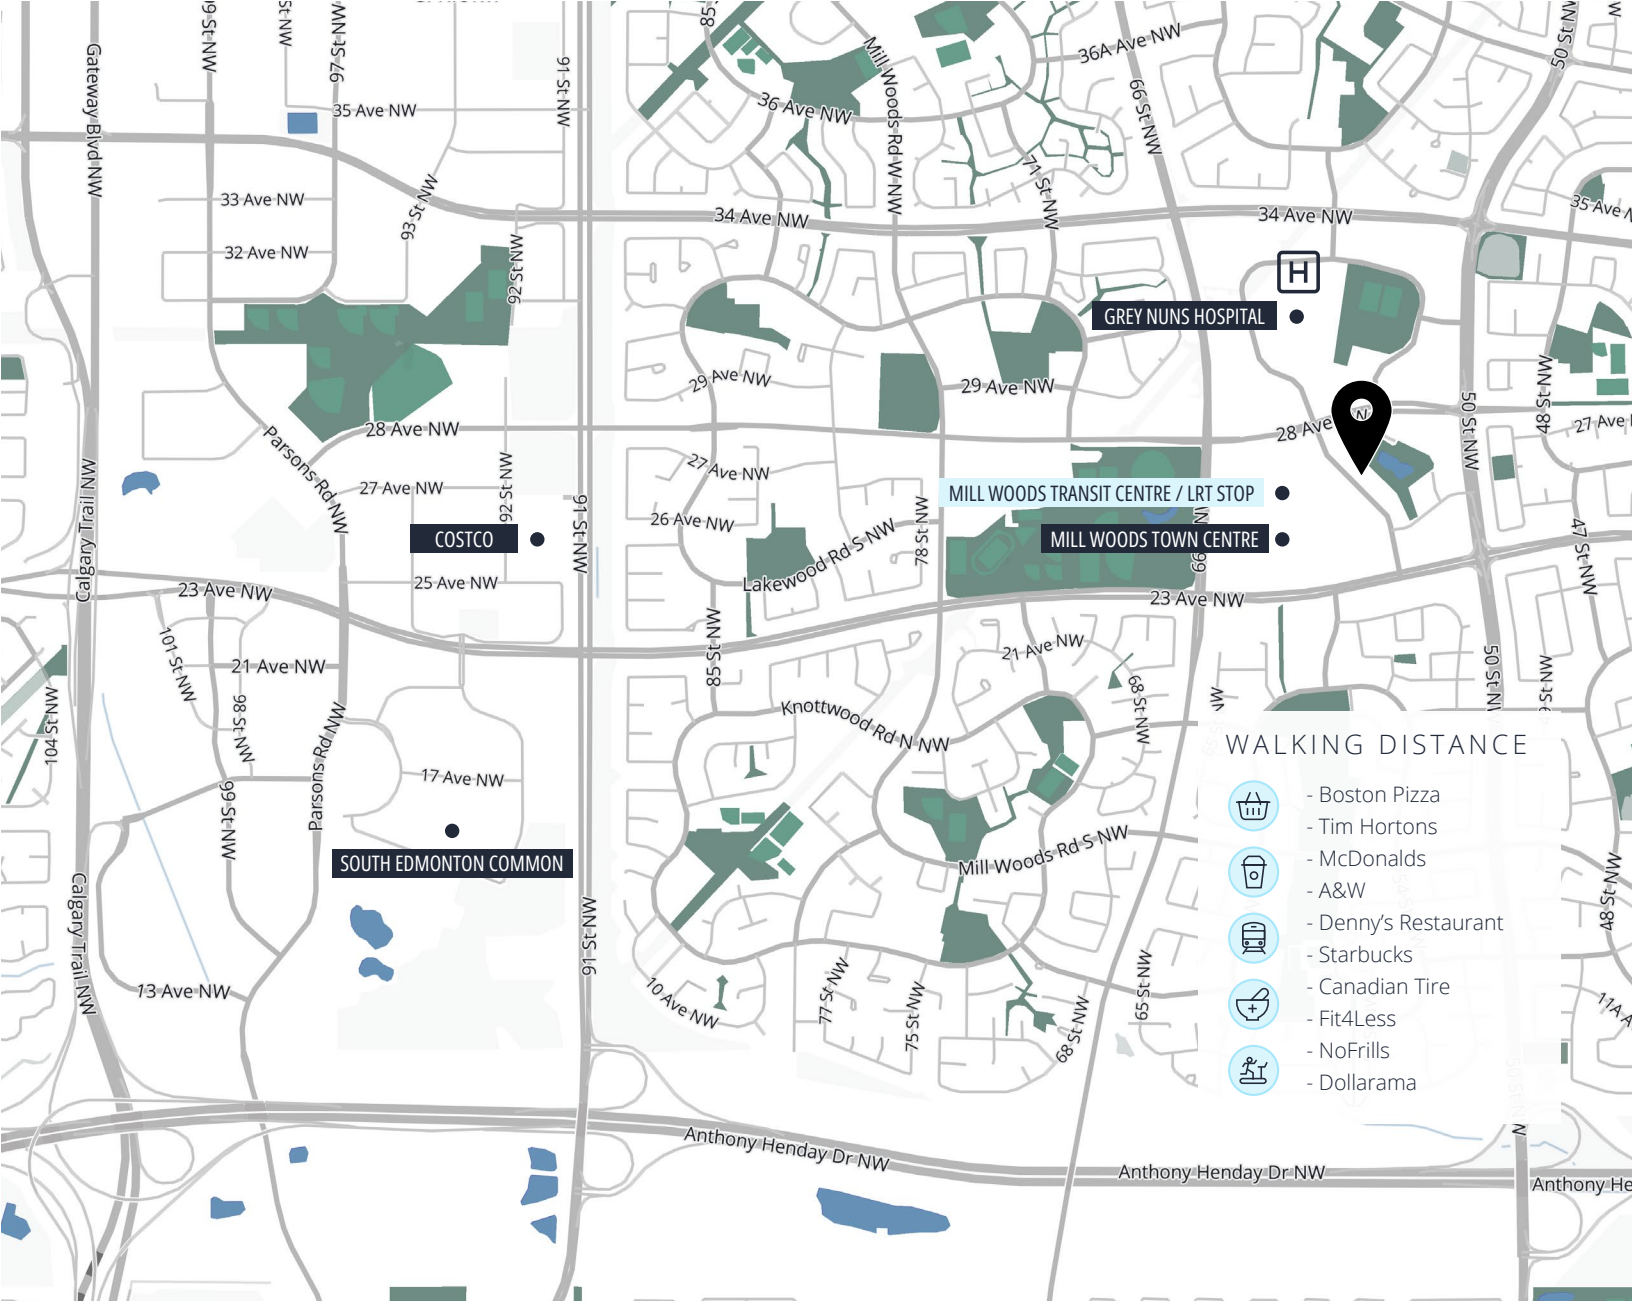 99 St NW
St NW
97 St NW
91 St NW
85
Mill Woods Rd W NW
36A Ave NW
66 St NW
50 St NW
Gateway Blvd NW
35 Ave NW
36 Ave NW
71 St NW
33 Ave NW
93 St NW
34 Ave NW
34 Ave NW
35 Ave N
32 Ave NW
92 St NW
H
GREY NUNS HOSPITAL
29 Ave NW
29 Ave NW
48 St NW
50 St NW
28 Ave NW
28 Ave N
27 Ave
Parsons Rd NW
27 Ave NW
27 Ave NW
92 St NW
MILL WOODS TRANSIT CENTRE / LRT STOP
Calgary Trail NW
91 St NW
26 Ave NW
78 St NW
COSTCO
MILL WOODS TOWN CENTRE
47 St NW
Lakewood Rd S NW
25 Ave NW
23 Ave NW
23 Ave NW
66
101 St NW
21 Ave NW
85 St NW
21 Ave NW
50 St NW
St NW
104 St NW
98 St NW
Parsons Rd NW
Knottwood Rd N NW
68 St NW
WALKING DISTANCE
17 Ave NW
99 St NW
- Boston Pizza
- Tim Hortons
Mill Woods Rd S NW
- McDonalds
SOUTH EDMONTON COMMON
- A&W
48 St NW
- Denny's Restaurant
Calgary Trail NW
91 St NW
- Starbucks
13 Ave NW
10 Ave NW
77 St NW
75 St NW
68 St NW
65 St NW
- Canadian Tire
11A A
- Fit4Less
- NoFrills
- Dollarama
Anthony Henday Dr NW
Anthony Henday Dr NW
Anthony He